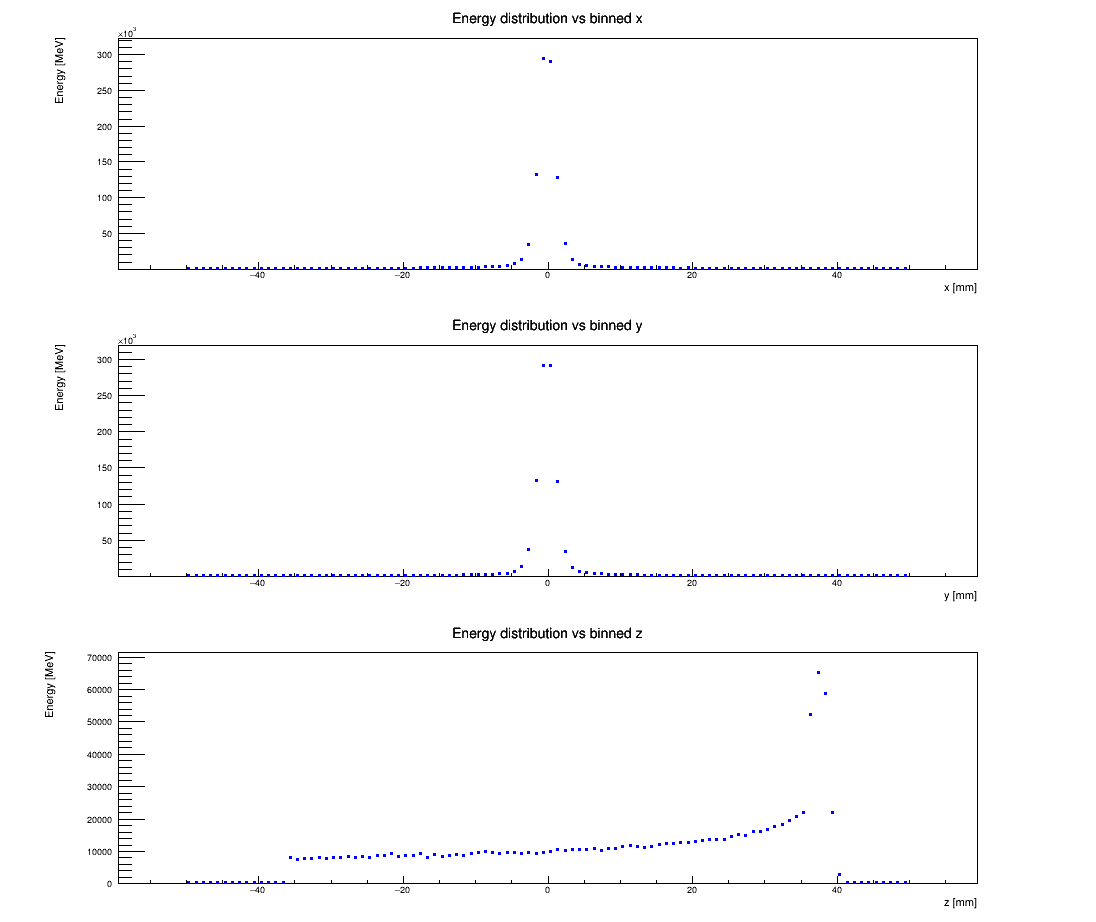 Energy distribution vs binned x
×10³
Energy [MeV]
300
250
200
150
100
50
−40 −20 0 20 40
x [mm]
Energy distribution vs binned y
×10³
Energy [MeV]
300
250
200
150
100
50
−40 −20 0 20 40
y [mm]
Energy distribution vs binned z
Energy [MeV]
70000
60000
50000
40000
30000
20000
10000
0
−40 −20 0 20 40
z [mm]